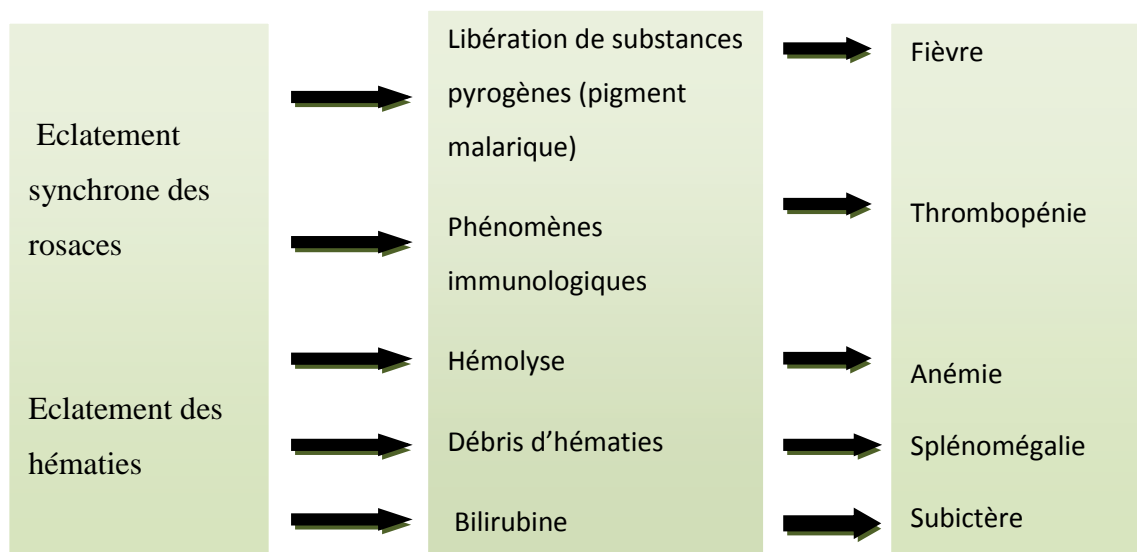 Eclatement
synchrone des
rosaces
Eclatement des
hématies
Libération de substances
pyrogènes (pigment
malarique)
Phénomènes
immunologiques
Hémolyse
Débris d’hématies
Bilirubine
Fièvre
Thrombopénie
Anémie
Splénomégalie
Subictère